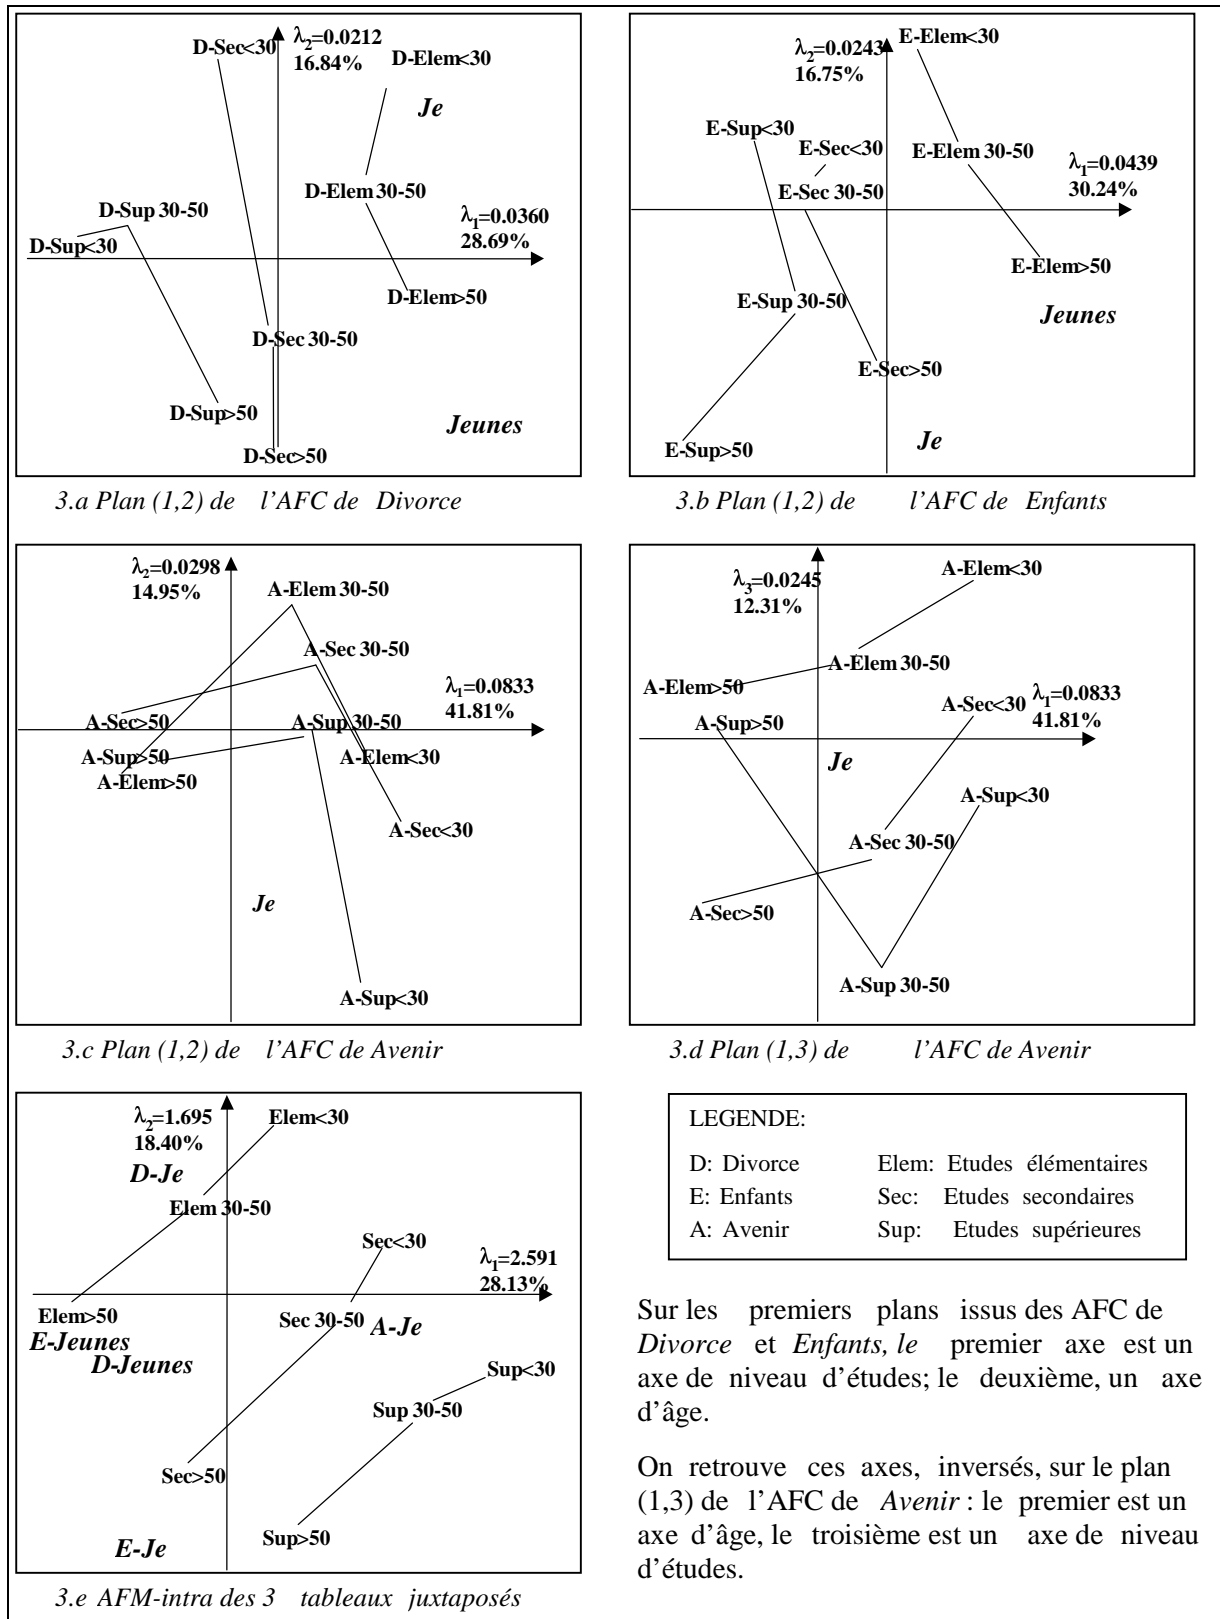 λ2=0.0212
16.84%
D-Sec<30
D-Elem<30
Je
D-Elem 30-50
D-Sup 30-50
λ1=0.0360
28.69%
D-Sup<30
D-Elem>50
D-Sec 30-50
D-Sup>50
Jeunes
D-Sec>50
3.a Plan (1,2) de l'AFC de Divorce
E-Elem<30
λ2=0.0243
16.75%
E-Sup<30
E-Sec<30
E-Elem 30-50
λ1=0.0439
30.24%
E-Sec 30-50
E-Elem>50
E-Sup 30-50
Jeunes
E-Sec>50
Je
E-Sup>50
3.b Plan (1,2) de l'AFC de Enfants
λ2=0.0298
14.95%
A-Elem 30-50
A-Sec 30-50
λ1=0.0833
41.81%
A-Sec>50
A-Sup 30-50
A-Sup>50
A-Elem<30
A-Elem>50
A-Sec<30
Je
A-Sup<30
3.c Plan (1,2) de l'AFC de Avenir
A-Elem<30
λ3=0.0245
12.31%
A-Elem 30-50
A-Elem>50
A-Sec<30
λ1=0.0833
41.81%
A-Sup>50
Je
A-Sup<30
A-Sec 30-50
A-Sec>50
A-Sup 30-50
3.d Plan (1,3) de l'AFC de Avenir
λ2=1.695
18.40%
Elem<30
D-Je
Elem 30-50
Sec<30
λ1=2.591
28.13%
Elem>50
Sec 30-50
A-Je
E-Jeunes
D-Jeunes
Sup<30
Sup 30-50
Sec>50
Sup>50
E-Je
3.e AFM-intra des 3 tableaux juxtaposés
LEGENDE:
D: Divorce Elem: Etudes élémentaires
E: Enfants Sec: Etudes secondaires
A: Avenir Sup: Etudes supérieures
Sur les premiers plans issus des AFC de
Divorce et Enfants, le premier axe est un
axe de niveau d'études; le deuxième, un axe
d'âge.
On retrouve ces axes, inversés, sur le plan
(1,3) de l'AFC de Avenir : le premier est un
axe d'âge, le troisième est un axe de niveau
d'études.